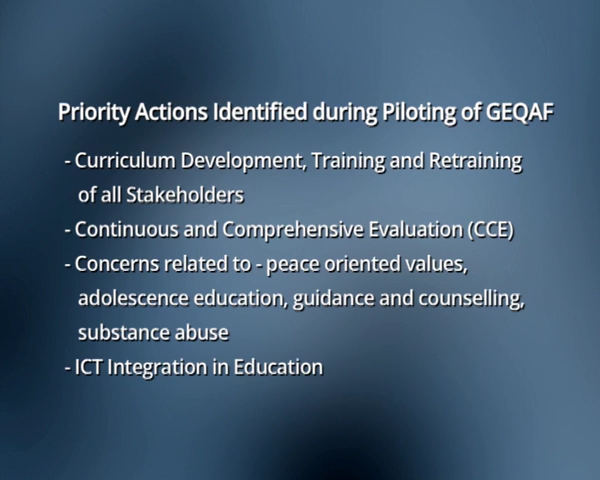 Priority Actions Identified during Piloting of GEQAF
- Curriculum Development, Training and Retraining
of all Stakeholders
- Continuous and Comprehensive Evaluation (CCE)
- Concerns related to - peace oriented values,
adolescence education, guidance and counselling,
substance abuse
- ICT Integration in Education